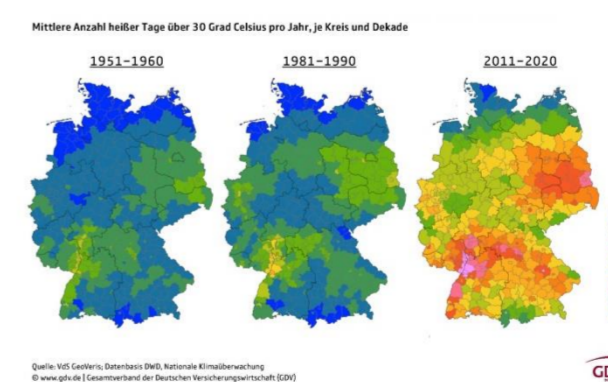 Mittlere Anzahl heißer Tage über 30 Grad Celsius pro Jahr, je Kreis und Dekade
1951–1960
1981–1990
2011–2020
Quelle: VdS GeoVeris; Datenbasis DWD, Nationale Klimaüberwachung
© www.gdv.de | Gesamtverband der Deutschen Versicherungswirtschaft (GDV)